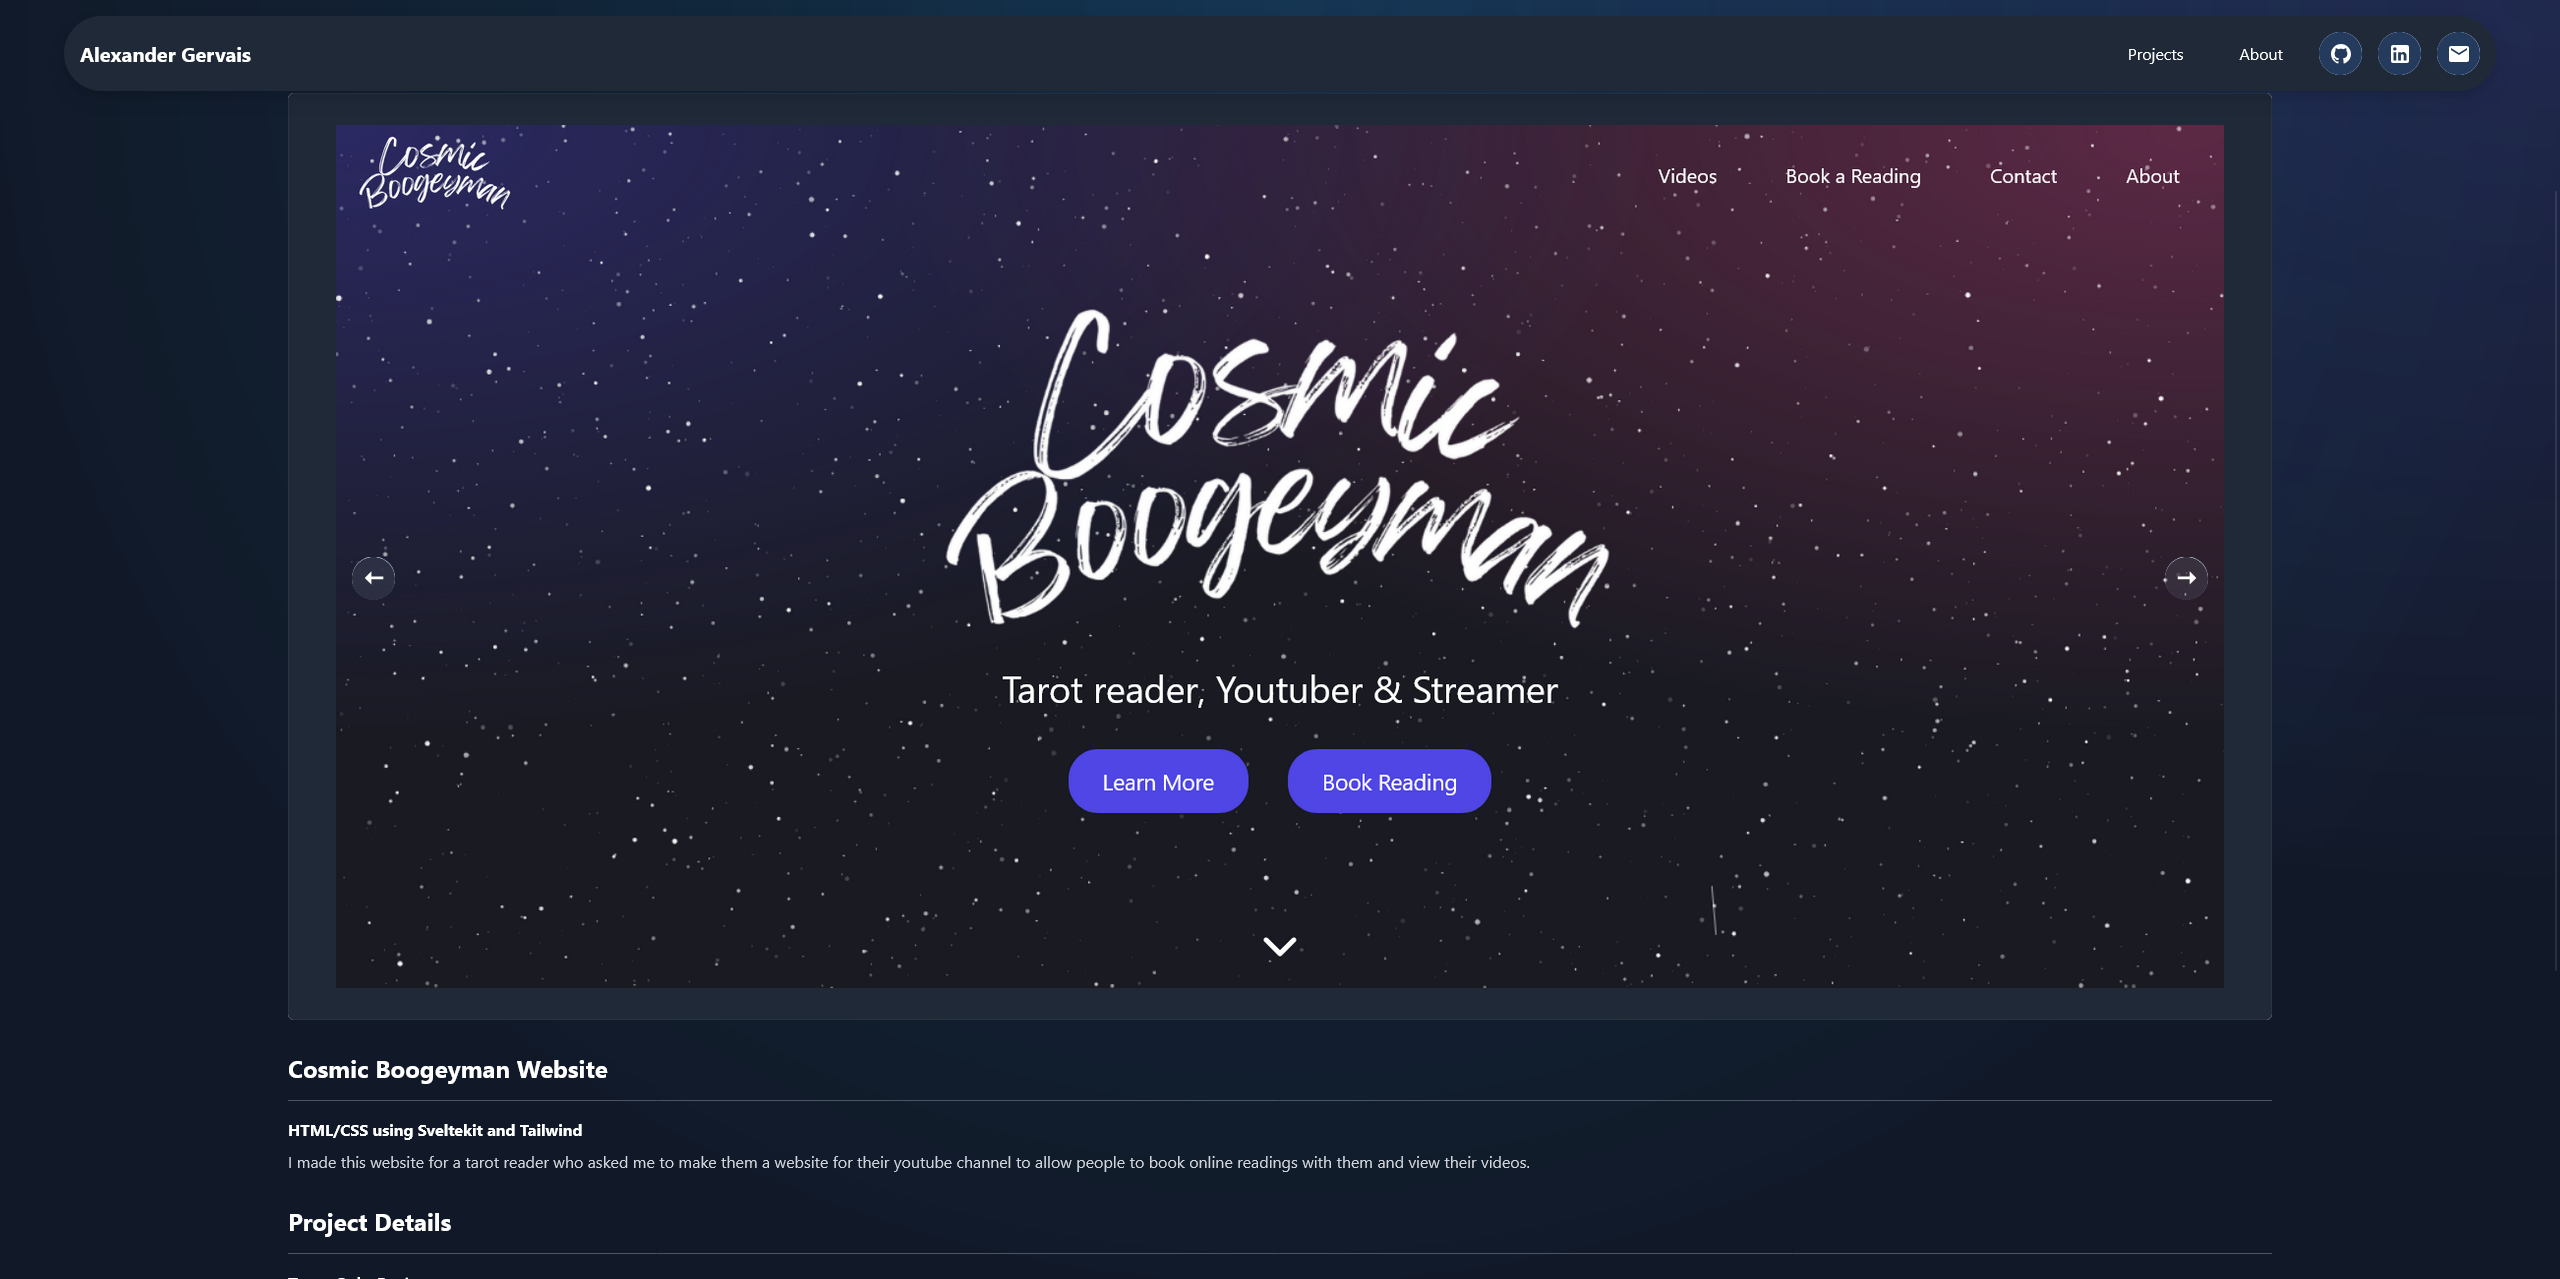 Alexander Gervais
Projects
About
Cosmic
Boogeyman
Videos
Book a Reading
Contact
About
Cosmic
Boogeyman
Tarot reader, Youtuber & Streamer
Learn More
Book Reading
Cosmic Boogeyman Website
HTML/CSS using Sveltekit and Tailwind
I made this website for a tarot reader who asked me to make them a website for their youtube channel to allow people to book online readings with them and view their videos.
Project Details